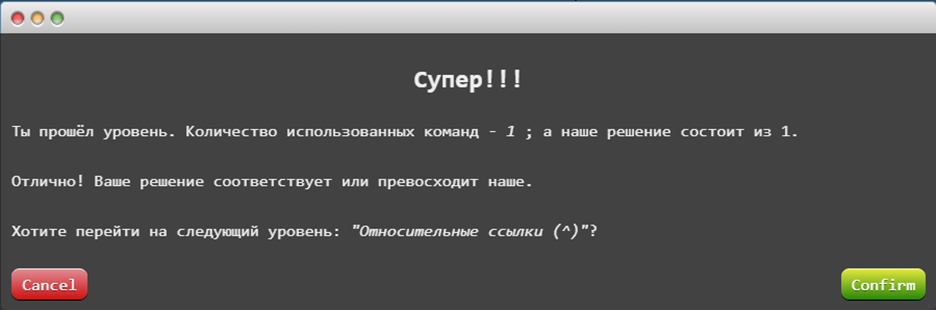 Супер!!!
Ты прошёл уровень. Количество использованных команд - 1 ; а наше решение состоит из 1.
Отлично! Ваше решение соответствует или превосходит наше.
Хотите перейти на следующий уровень: "Относительные ссылки (^)"?
Cancel
Confirm